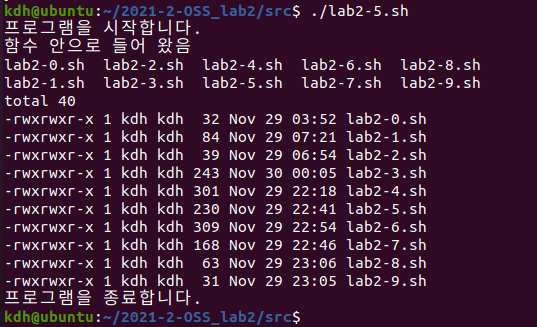 kdh@ubuntu:~/2021-2-OSS_lab2/src$ ./lab2-5.sh
프로그램을 시작합니다.
함수 안으로 들어 왔음
lab2-0.sh  lab2-2.sh  lab2-4.sh  lab2-6.sh  lab2-8.sh
lab2-1.sh  lab2-3.sh  lab2-5.sh  lab2-7.sh  lab2-9.sh
total 40
-rwxrwxr-x 1 kdh kdh  32 Nov 29 03:52 lab2-0.sh
-rwxrwxr-x 1 kdh kdh  84 Nov 29 07:21 lab2-1.sh
-rwxrwxr-x 1 kdh kdh  39 Nov 29 06:54 lab2-2.sh
-rwxrwxr-x 1 kdh kdh 243 Nov 30 00:05 lab2-3.sh
-rwxrwxr-x 1 kdh kdh 301 Nov 29 22:18 lab2-4.sh
-rwxrwxr-x 1 kdh kdh 230 Nov 29 22:41 lab2-5.sh
-rwxrwxr-x 1 kdh kdh 309 Nov 29 22:54 lab2-6.sh
-rwxrwxr-x 1 kdh kdh 168 Nov 29 22:46 lab2-7.sh
-rwxrwxr-x 1 kdh kdh  63 Nov 29 23:06 lab2-8.sh
-rwxrwxr-x 1 kdh kdh  31 Nov 29 23:05 lab2-9.sh
프로그램을 종료합니다.
kdh@ubuntu:~/2021-2-OSS_lab2/src$